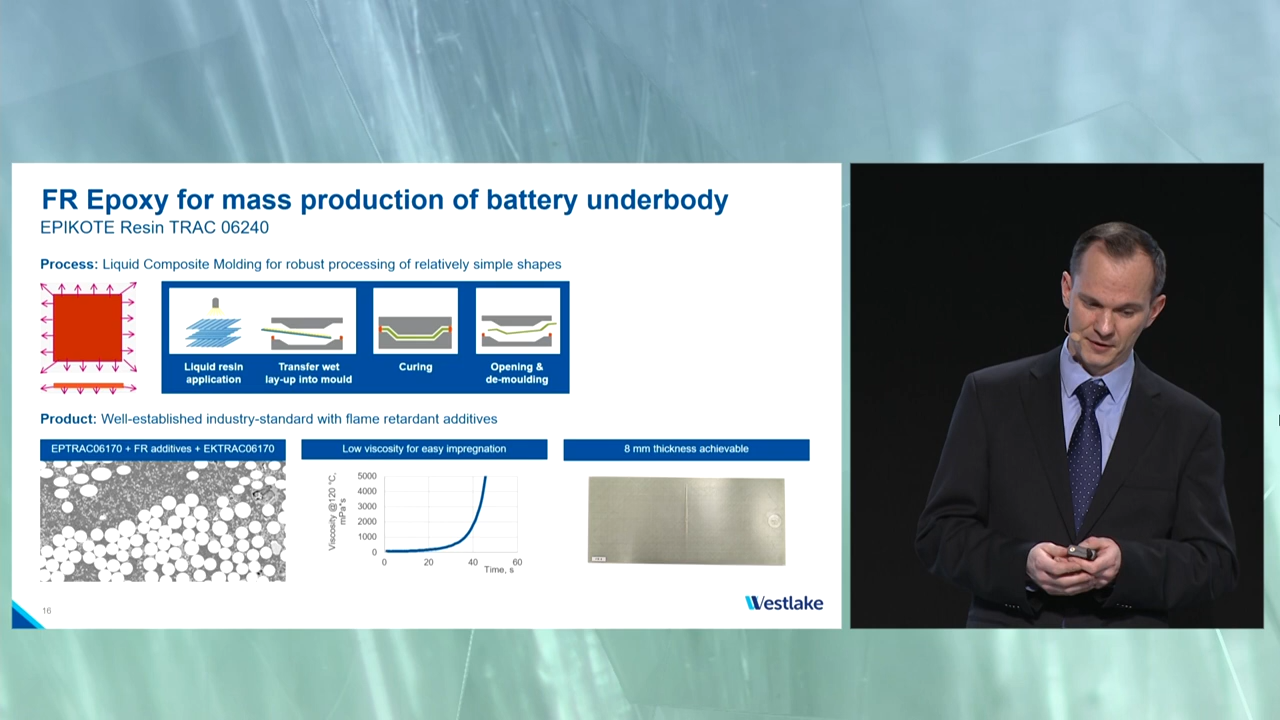 FR Epoxy for mass production of battery underbody
EPIKOTE Resin TRAC 06240
Process: Liquid Composite Molding for robust processing of relatively simple shapes
Liquid resin
application
Transfer wet
lay-up into mould
Curing
Opening &
de-moulding
Product: Well-established industry-standard with flame retardant additives
EPTRAC06170 + FR additives + EKTRAC06170
Low viscosity for easy impregnation
8 mm thickness achievable
Viscosity @120 °C,
mPa*s
5000
4000
3000
2000
1000
0
0 20 40 60
Time, s
16
Westlake